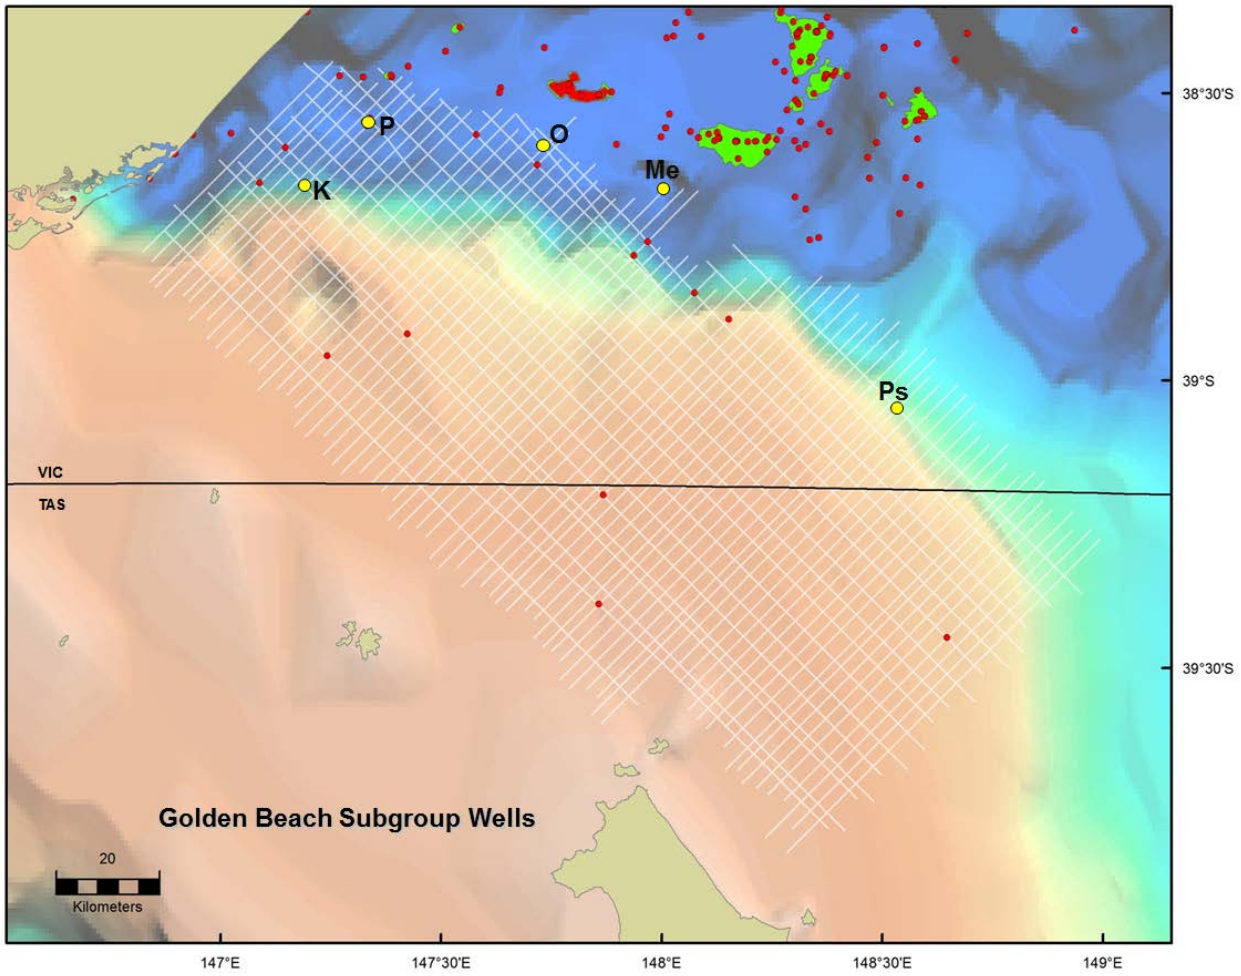 38°30'S
P
O
Me
K
39°S
Ps
VIC
TAS
39°30'S
Golden Beach Subgroup Wells
20
Kilometers
147°E
147°30'E
148°E
148°30'E
149°E